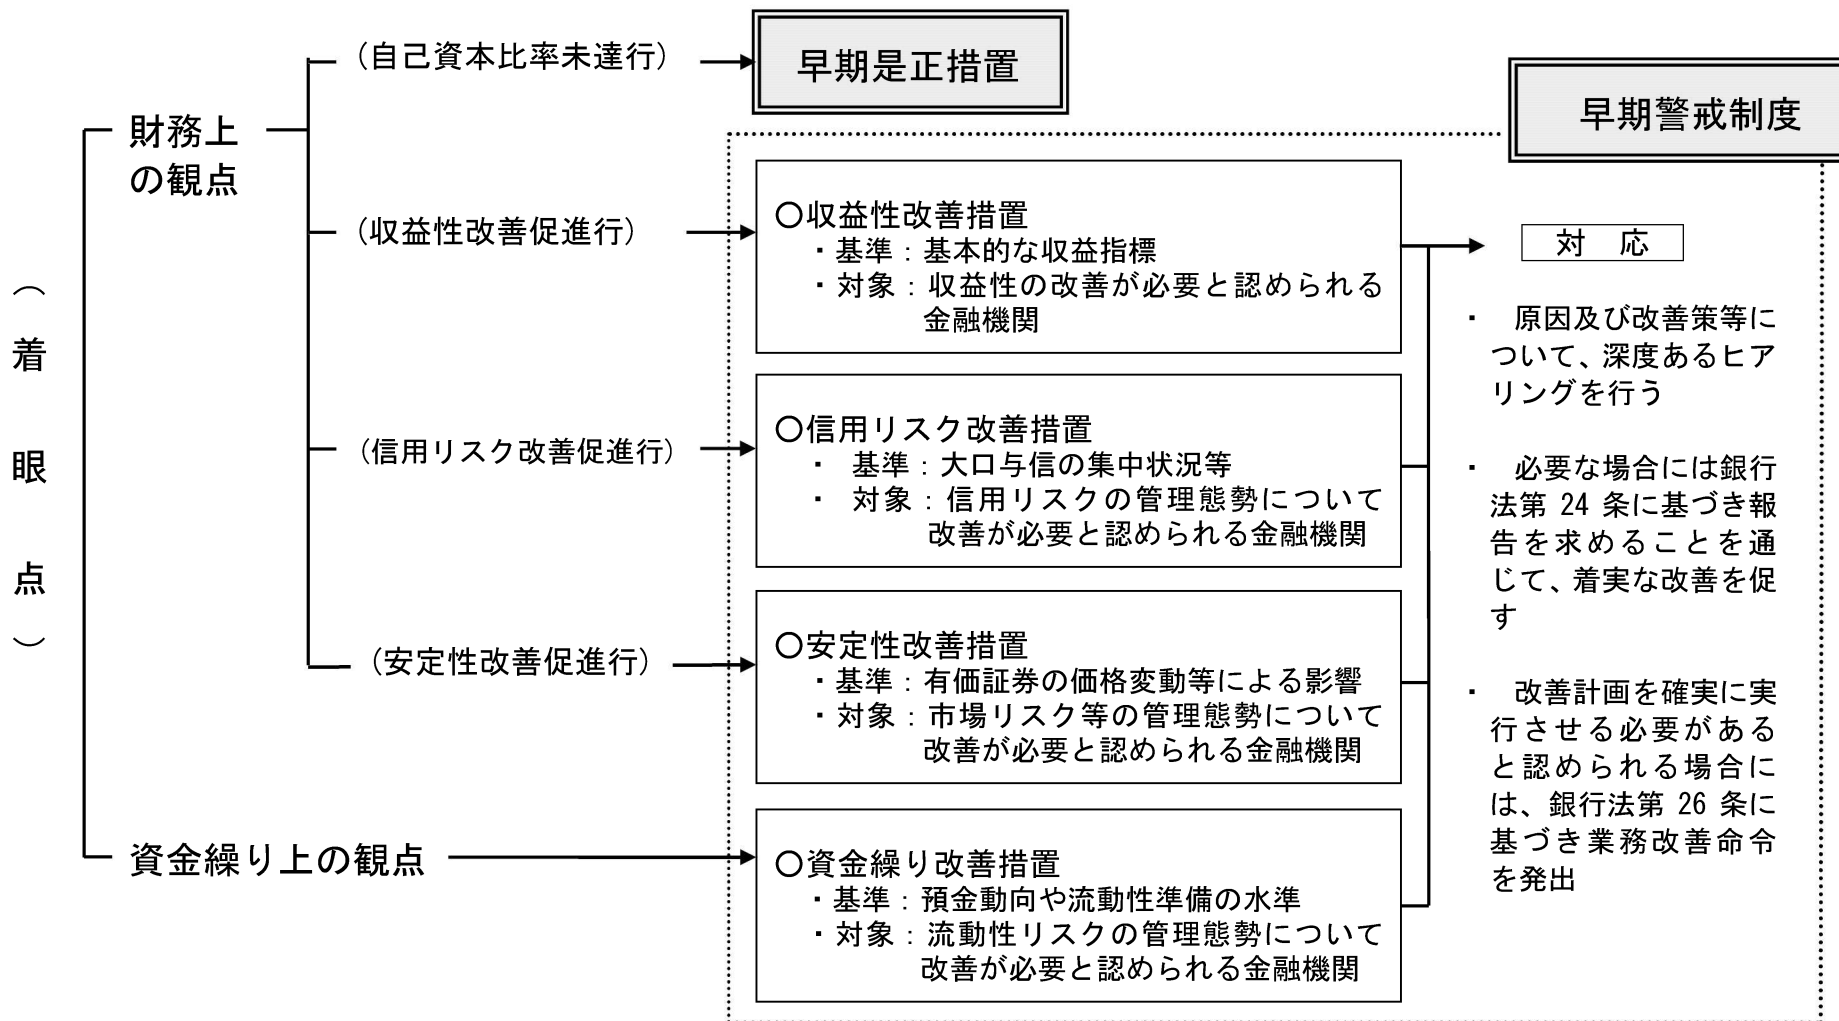 （着眼点）
財務上
の観点
（自己資本比率未達行）
早期是正措置
早期警戒制度
（収益性改善促進行）
○収益性改善措置
・基準：基本的な収益指標
・対象：収益性の改善が必要と認められる
金融機関
（信用リスク改善促進行）
○信用リスク改善措置
・ 基準：大口与信の集中状況等
・ 対象：信用リスクの管理態勢について
改善が必要と認められる金融機関
（安定性改善促進行）
○安定性改善措置
・基準：有価証券の価格変動等による影響
・対象：市場リスク等の管理態勢について
改善が必要と認められる金融機関
資金繰り上の観点
○資金繰り改善措置
・基準：預金動向や流動性準備の水準
・対象：流動性リスクの管理態勢について
改善が必要と認められる金融機関
対　応
・　原因及び改善策等に
ついて、深度あるヒア
リングを行う
・　必要な場合には銀行
法第 24 条に基づき報
告を求めることを通
じて、着実な改善を促
す
・　改善計画を確実に実
行させる必要がある
と認められる場合に
は、銀行法第 26 条に
基づき業務改善命令
を発出